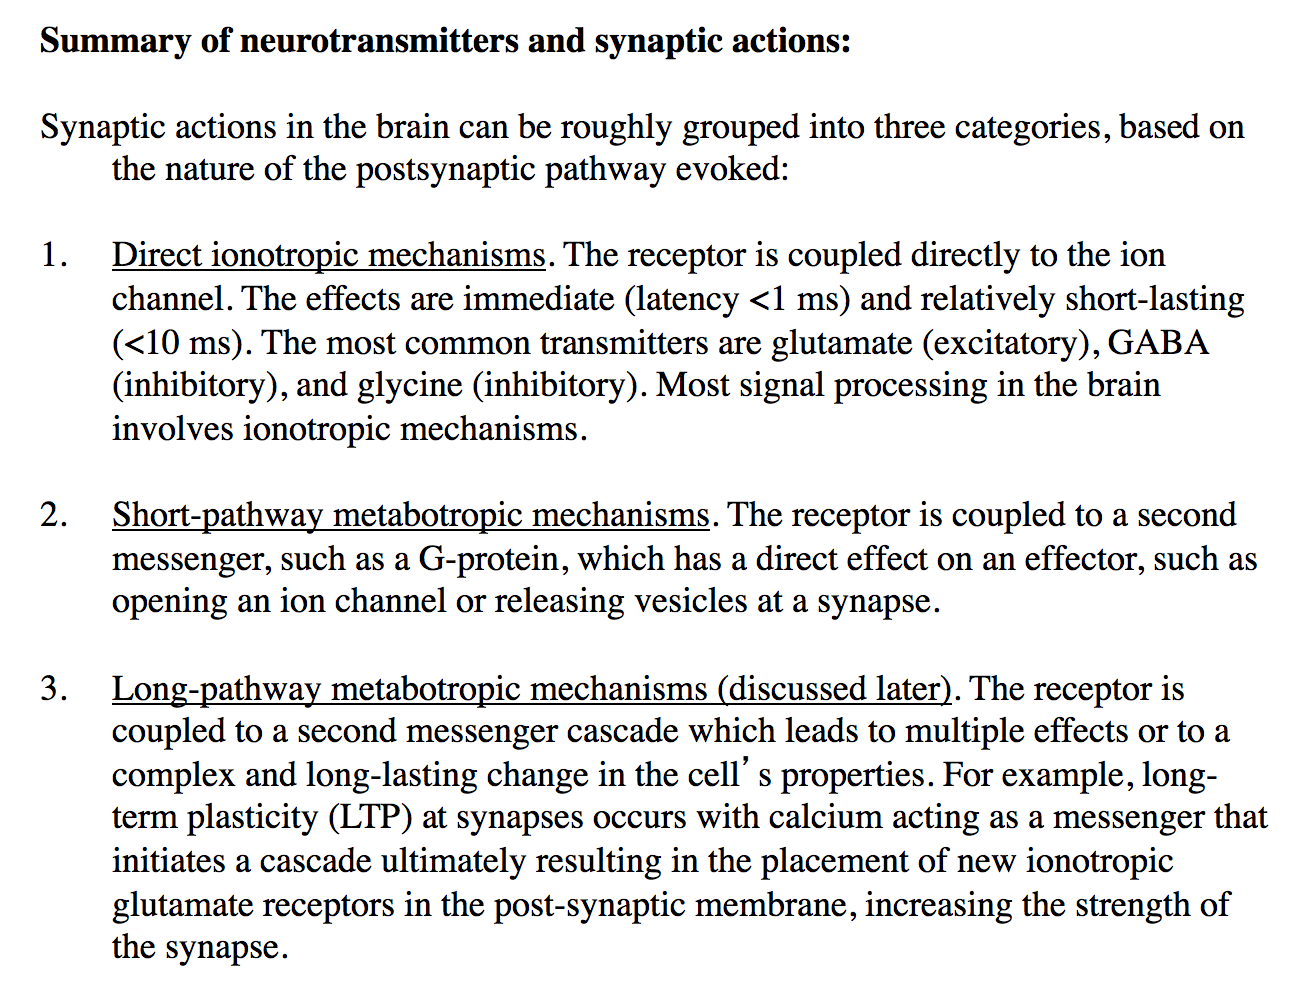 Summary of neurotransmitters and synaptic actions:
Synaptic actions in the brain can be roughly grouped into three categories, based on
the nature of the postsynaptic pathway evoked:
1. Direct ionotropic mechanisms. The receptor is coupled directly to the ion
channel. The effects are immediate (latency <1 ms) and relatively short-lasting
(<10 ms). The most common transmitters are glutamate (excitatory), GABA
(inhibitory), and glycine (inhibitory). Most signal processing in the brain
involves ionotropic mechanisms.
2. Short-pathway metabotropic mechanisms. The receptor is coupled to a second
messenger, such as a G-protein, which has a direct effect on an effector, such as
opening an ion channel or releasing vesicles at a synapse.
3. Long-pathway metabotropic mechanisms (discussed later). The receptor is
coupled to a second messenger cascade which leads to multiple effects or to a
complex and long-lasting change in the cell’s properties. For example, long-
term plasticity (LTP) at synapses occurs with calcium acting as a messenger that
initiates a cascade ultimately resulting in the placement of new ionotropic
glutamate receptors in the post-synaptic membrane, increasing the strength of
the synapse.